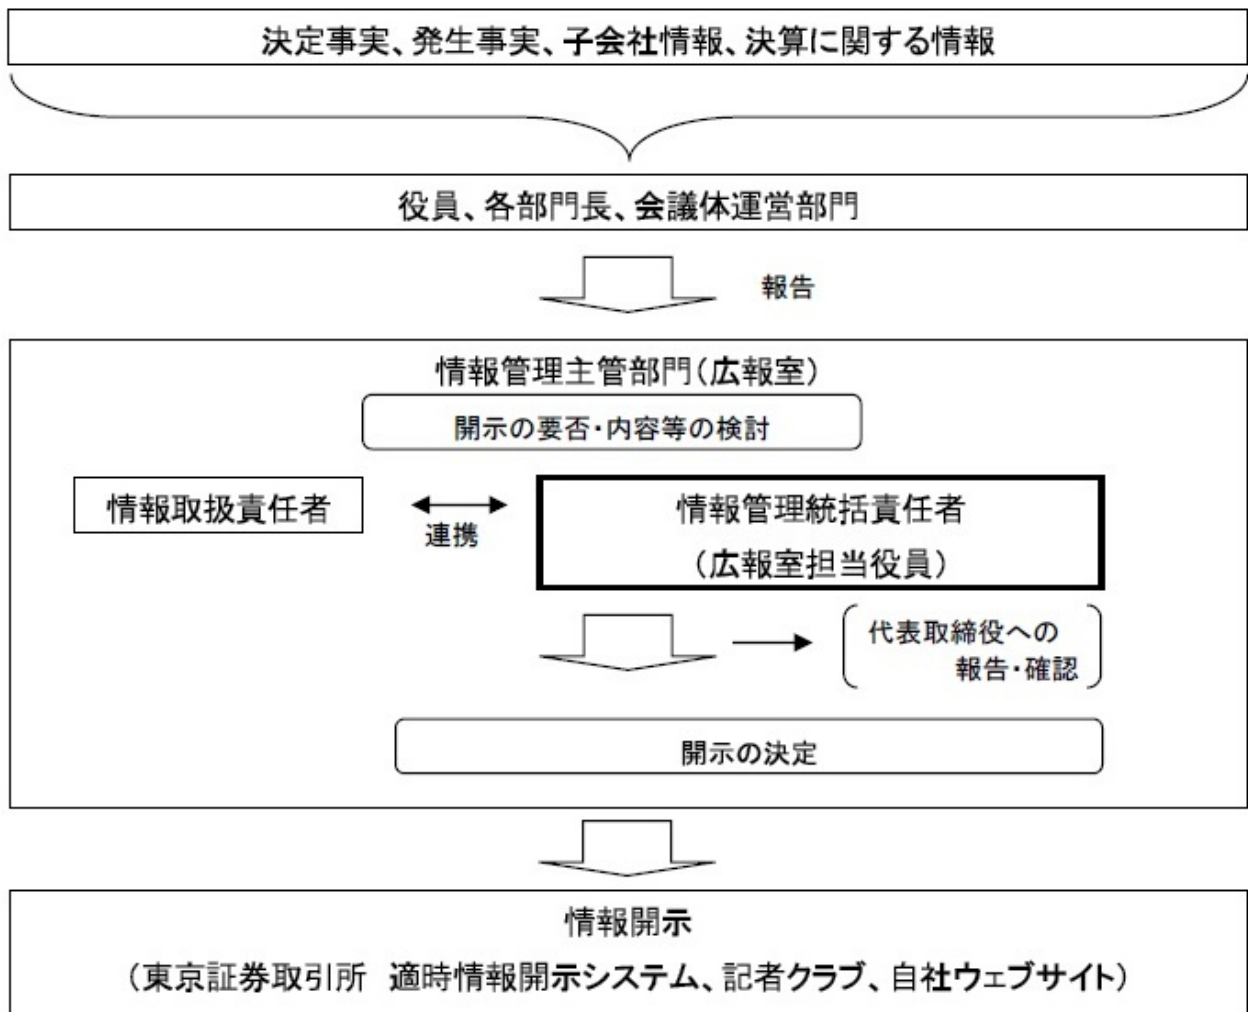 決定事実、発生事実、子会社情報、決算に関する情報
役員、各部門長、会議体運営部門
報告
情報管理主管部門(広報室)
開示の要否・内容等の検討
情報取扱責任者
連携
情報管理統括責任者
(広報室担当役員)
代表取締役への
報告・確認
開示の決定
情報開示
(東京証券取引所 適時情報開示システム、記者クラブ、自社ウェブサイト)